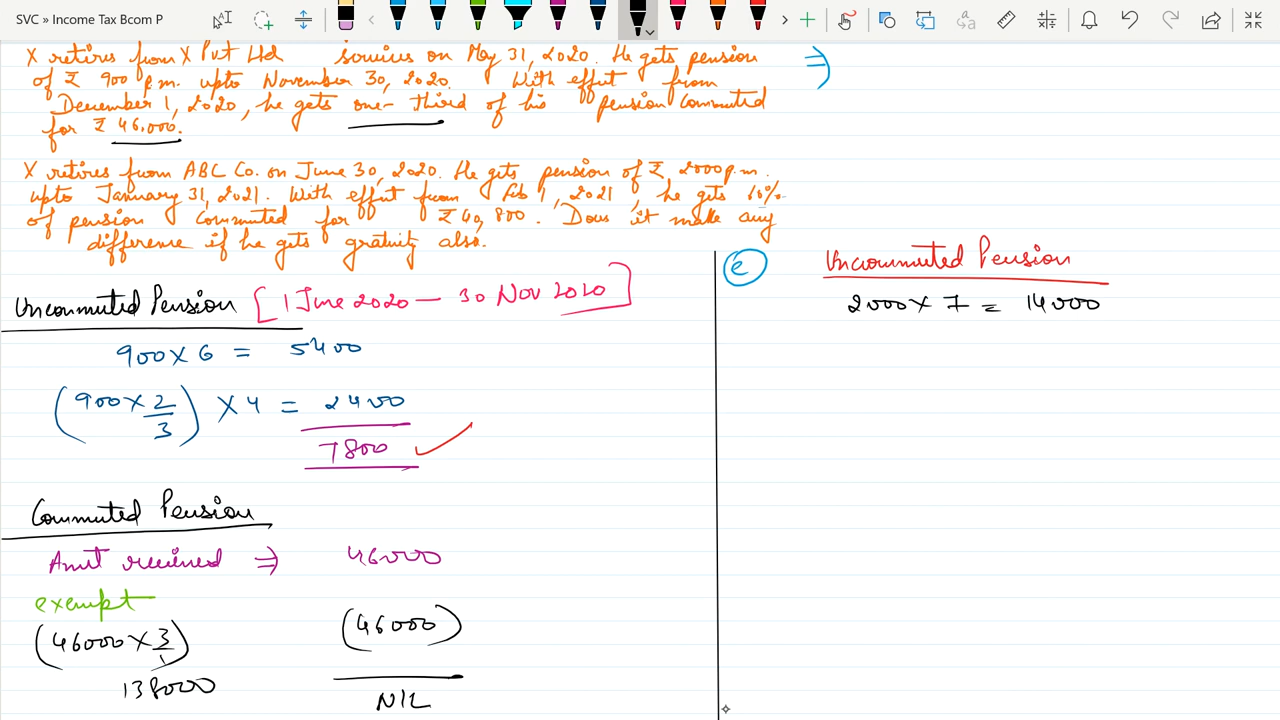 SVC » Income Tax Bcom P
X retires from X Pvt Ltd services on May 31, 2020. He gets pension
of ₹ 900 p.m. upto November 30, 2020. With effect from
December 1, 2020, he gets one-third of his pension commuted
for ₹ 46,000.
⇒
X retires from ABC Co. on June 30, 2020. He gets pension of ₹ 2000 p.m.
upto January 31, 2021. With effect from Feb 1, 2021, he gets 60%
of pension commuted for ₹ 40,800. Does it make any
difference if he gets gratuity also.
Uncommuted Pension [1 June 2020 — 30 Nov 2020]
900 × 6 = 5400
(900 × 2/3) × 4 = 2400
7800 ✓
Commuted Pension
Amt received ⇒ 46000
exempt
(46000 × 3/1) (46000)
138000
NIL
e
Uncommuted Pension
2000 × 7 = 14000